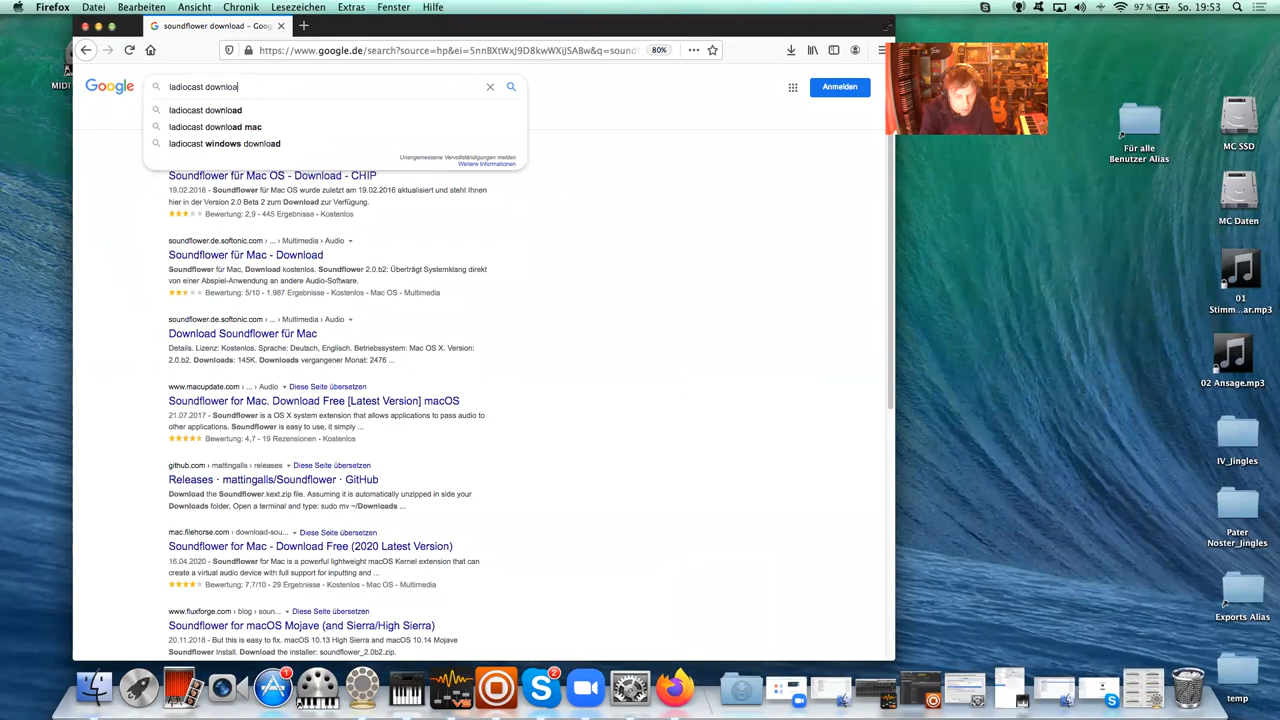 Firefox Datei Bearbeiten Ansicht Chronik Lesezeichen Extras Fenster Hilfe
97 % So. 19:53
soundflower download – Goo
https://www.google.de/search?source=hp&ei=5nnBXtWxJ9D8kwWXiJSABw&q=sound
80%
MIDI
Google
ladiocast downloa
Anmelden
ladiocast download
ladiocast download mac
ladiocast windows download
Unangemessene Vervollständigungen melden
Weitere Informationen
Soundflower für Mac OS - Download - CHIP
19.02.2016 - Soundflower für Mac OS wurde zuletzt am 19.02.2016 aktualisiert und steht Ihnen
hier in der Version 2.0 Beta 2 zum Download zur Verfügung.
Bewertung: 2,9 - 445 Ergebnisse - Kostenlos
soundflower.de.softonic.com › ... › Multimedia › Audio
Soundflower für Mac - Download
Soundflower für Mac, Download kostenlos. Soundflower 2.0.b2: Überträgt Systemklang direkt
von einer Abspiel-Anwendung an andere Audio-Software.
Bewertung: 5/10 - 1.987 Ergebnisse - Kostenlos - Mac OS - Multimedia
soundflower.de.softonic.com › ... › Multimedia › Audio
Download Soundflower für Mac
Details. Lizenz: Kostenlos. Sprache: Deutsch, Englisch. Betriebssystem: Mac OS X. Version:
2.0.b2. Downloads: 145K. Downloads vergangener Monat: 2476 ...
www.macupdate.com › ... › Audio Diese Seite übersetzen
Soundflower for Mac. Download Free [Latest Version] macOS
21.07.2017 - Soundflower is a OS X system extension that allows applications to pass audio to
other applications. Soundflower is easy to use, it simply ...
Bewertung: 4,7 - 19 Rezensionen - Kostenlos
github.com › mattingalls › releases Diese Seite übersetzen
Releases · mattingalls/Soundflower · GitHub
Download the Soundflower.kext.zip file. Assuming it is automatically unzipped in side your
Downloads folder, Open a terminal and type: sudo mv ~/Downloads ...
mac.filehorse.com › download-sou... Diese Seite übersetzen
Soundflower for Mac - Download Free (2020 Latest Version)
16.04.2020 - Soundflower for Mac is a powerful lightweight macOS Kernel extension that can
create a virtual audio device with full support for inputting and ...
Bewertung: 7,7/10 - 29 Ergebnisse - Kostenlos - Mac OS - Multimedia
www.fluxforge.com › blog › soun... Diese Seite übersetzen
Soundflower for macOS Mojave (and Sierra/High Sierra)
20.11.2018 - But this is easy to fix. macOS 10.13 High Sierra and macOS 10.14 Mojave
Soundflower Install. Download the installer: soundflower_2.0b2.zip.
Für alle
Benutzer Alias
MC SSD
MC Daten
01
Stimm...ar.mp3
02 Ansage.mp3
IV_Jingles
Pater
Noster_Jingles
Exports Alias
temp
1
2